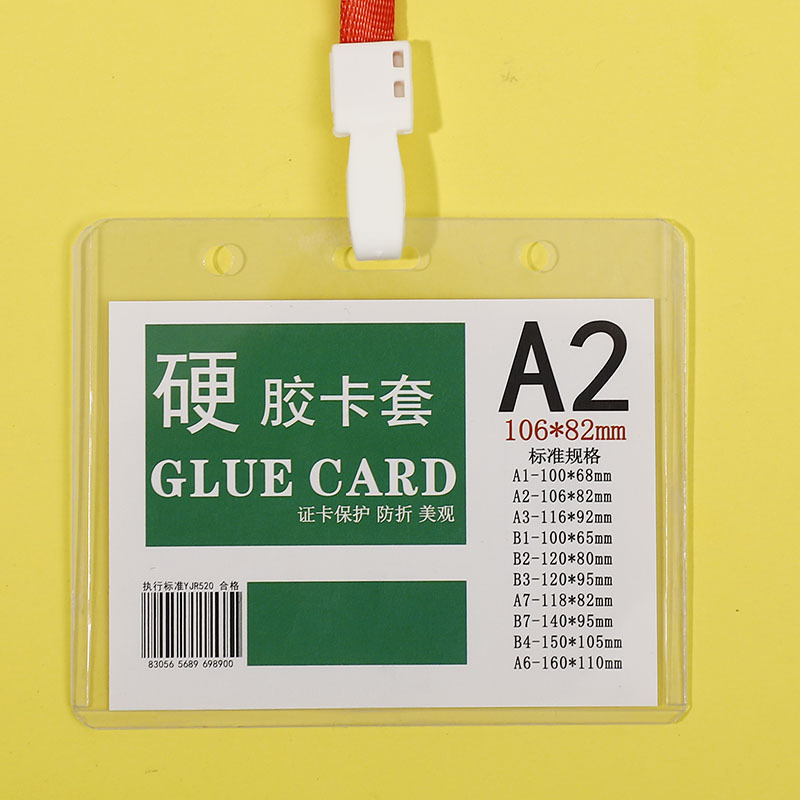 硬 胶卡套
GLUE CARD
证卡保护 防折 美观
执行标准YJR520 合格
83056 5689 698900
A2
106*82mm
标准规格
A1-100*68mm
A2-106*82mm
A3-116*92mm
B1-100*65mm
B2-120*80mm
B3-120*95mm
A7-118*82mm
B7-140*95mm
B4-150*105mm
A6-160*110mm